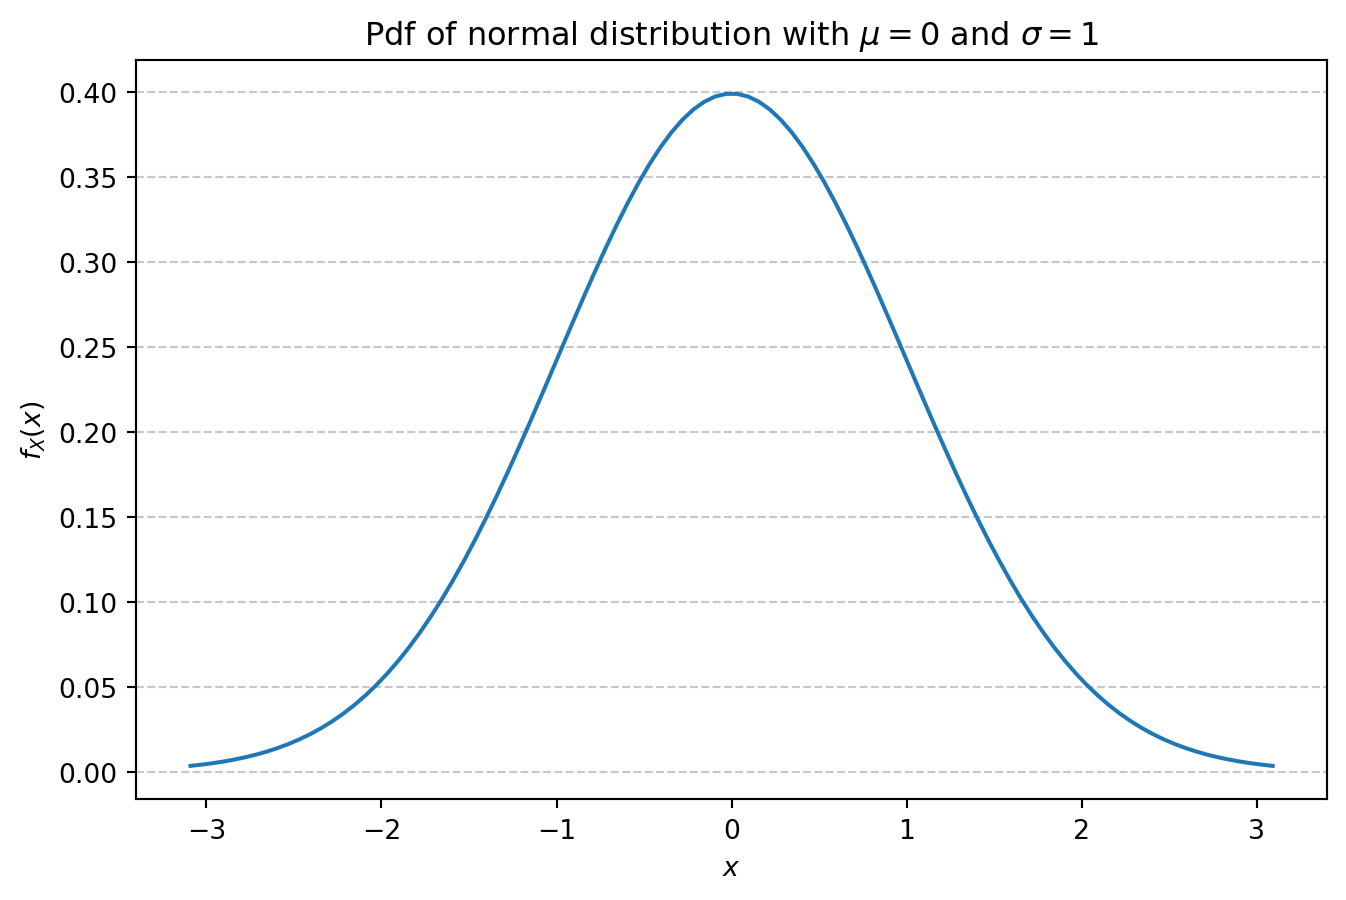 Pdf of normal distribution with μ = 0 and σ = 1
0.40
0.35
0.30
0.25
0.20
0.15
0.10
0.05
0.00
f_X(x)
−3 −2 −1 0 1 2 3
x